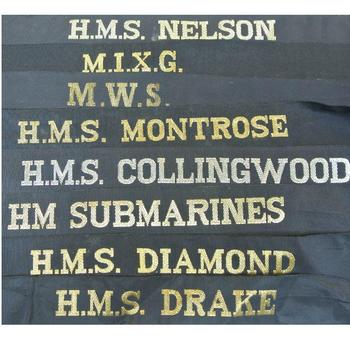 H.M.S. NELSON
M.I.X.G.
M.W.S.
H.M.S. MONTROSE
H.M.S. COLLINGWOOD
HM SUBMARINES
H.M.S. DIAMOND
H.M.S. DRAKE